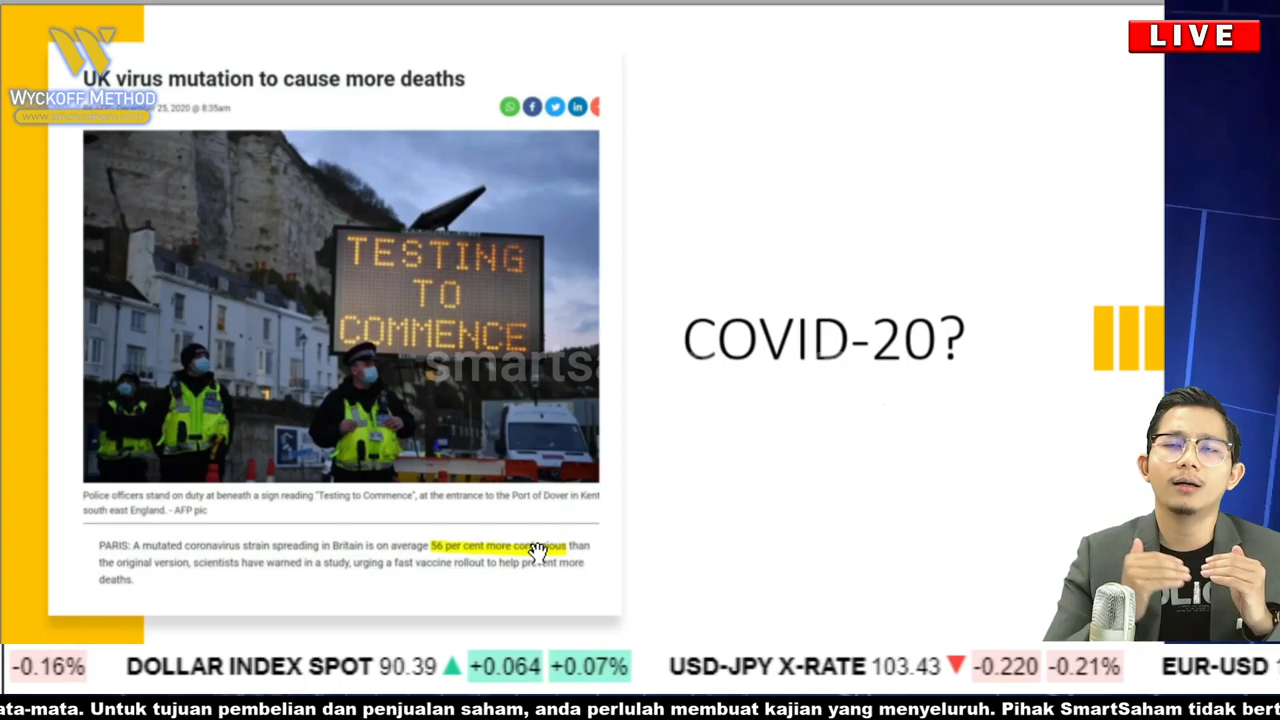 LIVE
UK virus mutation to cause more deaths
25, 2020 @ 8:35am
WYCKOFF METHOD
TESTING
TO
COMMENCE
smartsa
COVID-20?
Police officers stand on duty at beneath a sign reading "Testing to Commence", at the entrance to the Port of Dover in Kent
south east England. - AFP pic
PARIS: A mutated coronavirus strain spreading in Britain is on average 56 per cent more contagious than
the original version, scientists have warned in a study, urging a fast vaccine rollout to help prevent more
deaths.
-0.16% DOLLAR INDEX SPOT 90.39 +0.064 +0.07% USD-JPY X-RATE 103.43 -0.220 -0.21% EUR-USD
ata-mata. Untuk tujuan pembelian dan penjualan saham, anda perlulah membuat kajian yang menyeluruh. Pihak SmartSaham tidak bert